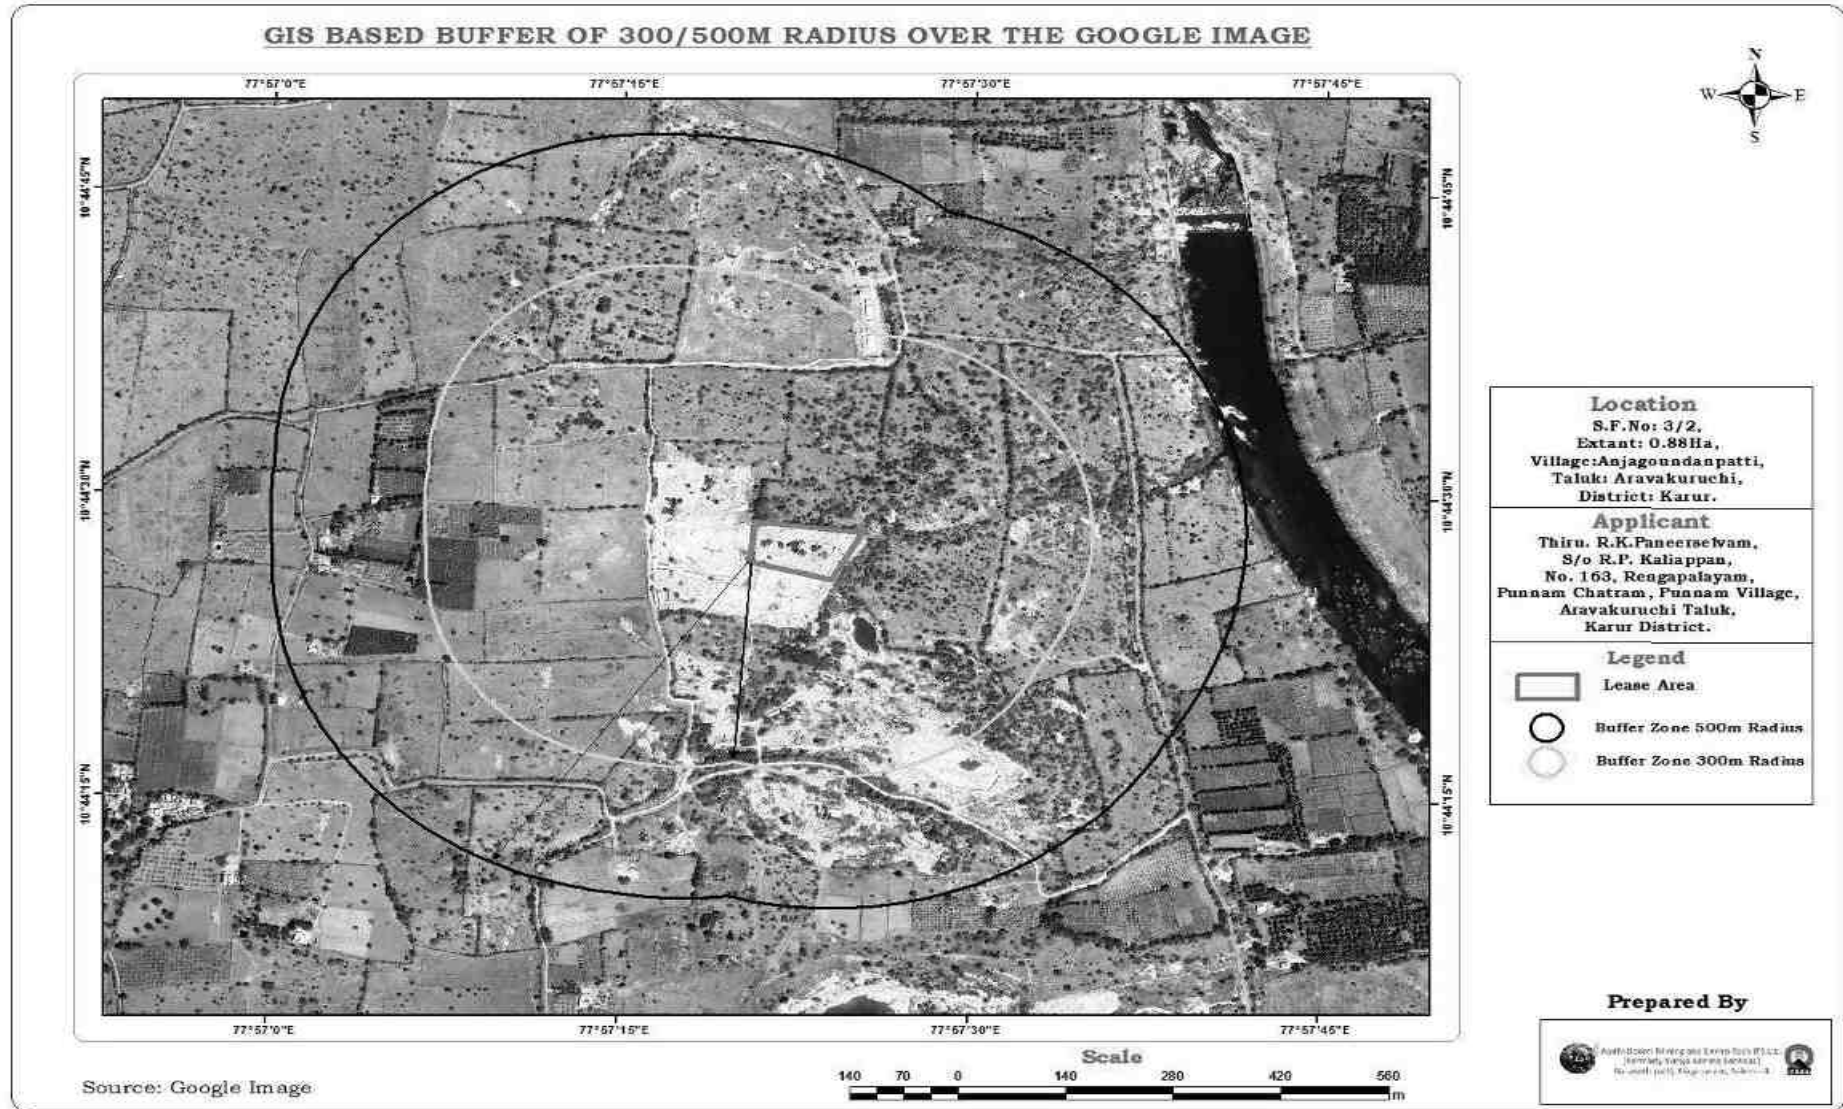 GIS BASED BUFFER OF 300/500M RADIUS OVER THE GOOGLE IMAGE
N
W E
S
77°57'0"E 77°57'15"E 77°57'30"E 77°57'45"E
10°44'45"N 10°44'45"N
10°44'30"N 10°44'30"N
10°44'15"N 10°44'15"N
77°57'0"E 77°57'15"E 77°57'30"E 77°57'45"E
Location
S.F.No: 3/2,
Extant: 0.88Ha,
Village:Anjagoundanpatti,
Taluk: Aravakuruchi,
District: Karur.
Applicant
Thiru. R.K.Paneerselvam,
S/o R.P. Kaliappan,
No. 163, Rengapalayam,
Punnam Chatram, Punnam Village,
Aravakuruchi Taluk,
Karur District.
Legend
Lease Area
Buffer Zone 500m Radius
Buffer Zone 300m Radius
Prepared By
Source: Google Image
Scale
140 70 0 140 280 420 560
m